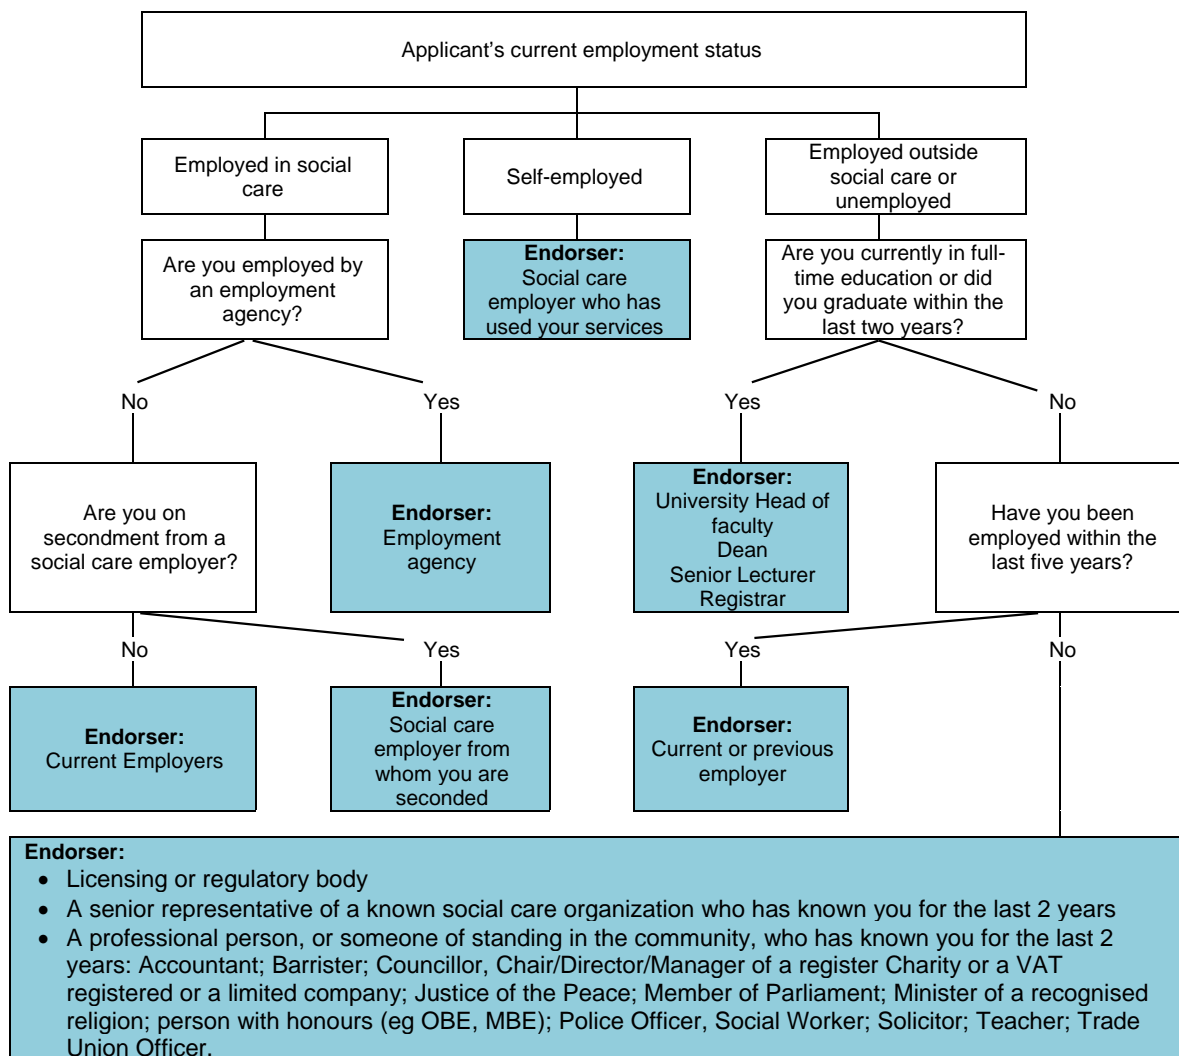 Applicant’s current employment status
Employed in social
care
Self-employed
Employed outside
social care or
unemployed
Are you employed by
an employment
agency?
Endorser:
Social care
employer who has
used your services
Are you currently in full-
time education or did
you graduate within the
last two years?
No
Yes
Yes
No
Are you on
secondment from a
social care employer?
Endorser:
Employment
agency
Endorser:
University Head of
faculty
Dean
Senior Lecturer
Registrar
Have you been
employed within the
last five years?
No
Yes
Yes
No
Endorser:
Current Employers
Endorser:
Social care
employer from
whom you are
seconded
Endorser:
Current or previous
employer
Endorser:
• Licensing or regulatory body
• A senior representative of a known social care organization who has known you for the last 2 years
• A professional person, or someone of standing in the community, who has known you for the last 2
years: Accountant; Barrister; Councillor, Chair/Director/Manager of a register Charity or a VAT
registered or a limited company; Justice of the Peace; Member of Parliament; Minister of a recognised
religion; person with honours (eg OBE, MBE); Police Officer, Social Worker; Solicitor; Teacher; Trade
Union Officer.